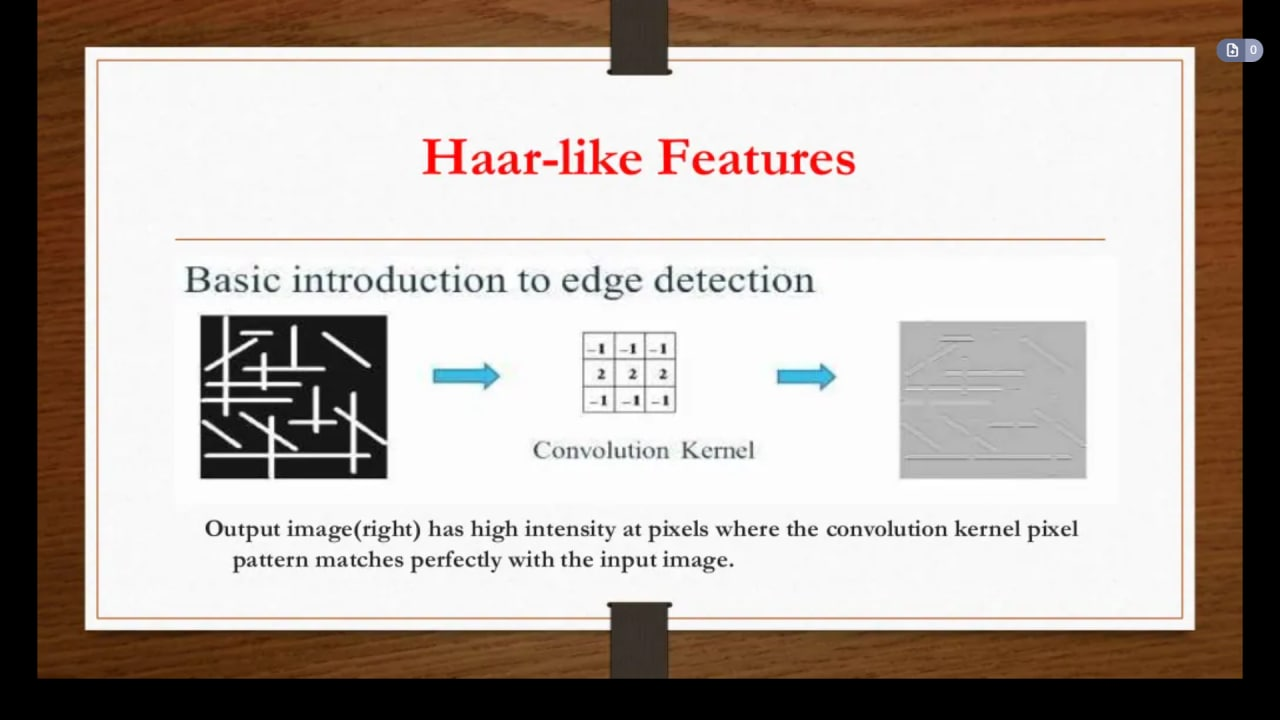 0
Haar-like Features
Basic introduction to edge detection
–1 –1 –1
2 2 2
–1 –1 –1
Convolution Kernel
Output image(right) has high intensity at pixels where the convolution kernel pixel
pattern matches perfectly with the input image.